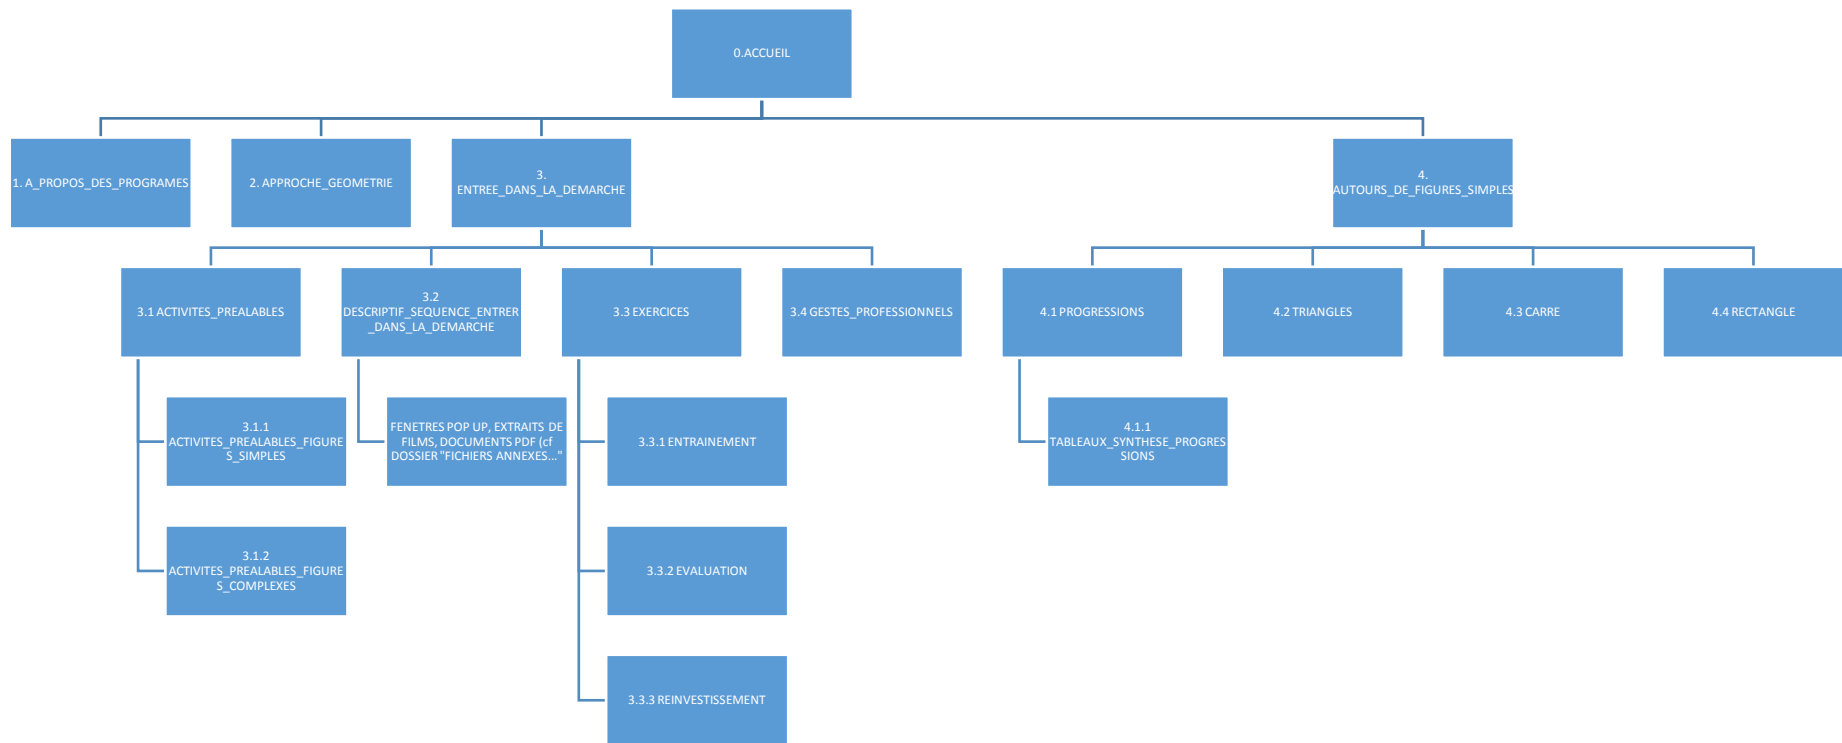 0.ACCUEIL
1. A_PROPOS_DES_PROGRAMES
2. APPROCHE_GEOMETRIE
3.
ENTREE_DANS_LA_DEMARCHE
4.
AUTOURS_DE_FIGURES_SIMPLES
3.1 ACTIVITES_PREALABLES
3.2
DESCRIPTIF_SEQUENCE_ENTRER
_DANS_LA_DEMARCHE
3.3 EXERCICES
3.4 GESTES_PROFESSIONNELS
4.1 PROGRESSIONS
4.2 TRIANGLES
4.3 CARRE
4.4 RECTANGLE
3.1.1
ACTIVITES_PREALABLES_FIGURE
S_SIMPLES
FENETRES POP UP, EXTRAITS DE
FILMS, DOCUMENTS PDF (cf
DOSSIER "FICHIERS ANNEXES..."
3.3.1 ENTRAINEMENT
4.1.1
TABLEAUX_SYNTHESE_PROGRES
SIONS
3.1.2
ACTIVITES_PREALABLES_FIGURE
S_COMPLEXES
3.3.2 EVALUATION
3.3.3 REINVESTISSEMENT